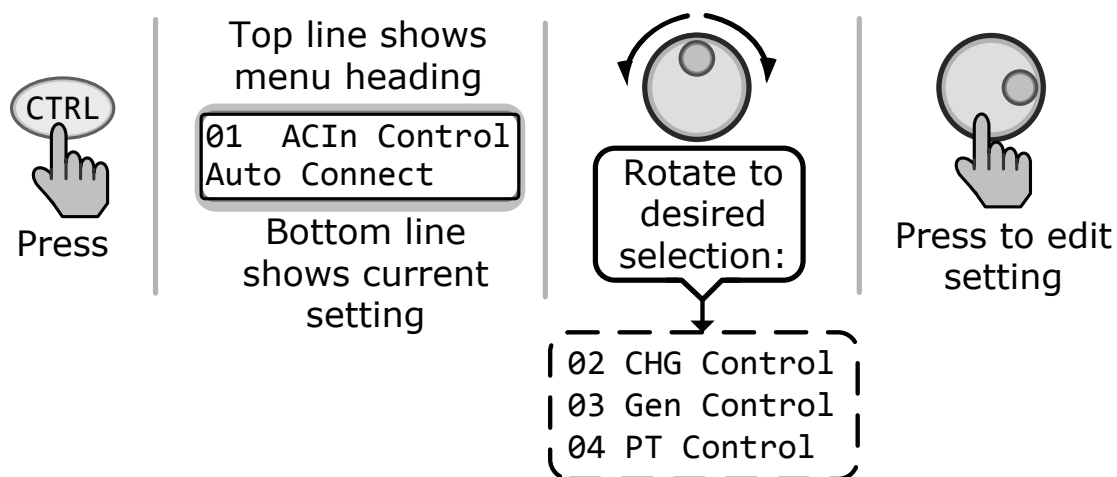 CTRL
Press
Top line shows
menu heading
01  ACIn Control
Auto Connect
Bottom line
shows current
setting
Rotate to
desired
selection:
02 CHG Control
03 Gen Control
04 PT Control
Press to edit
setting